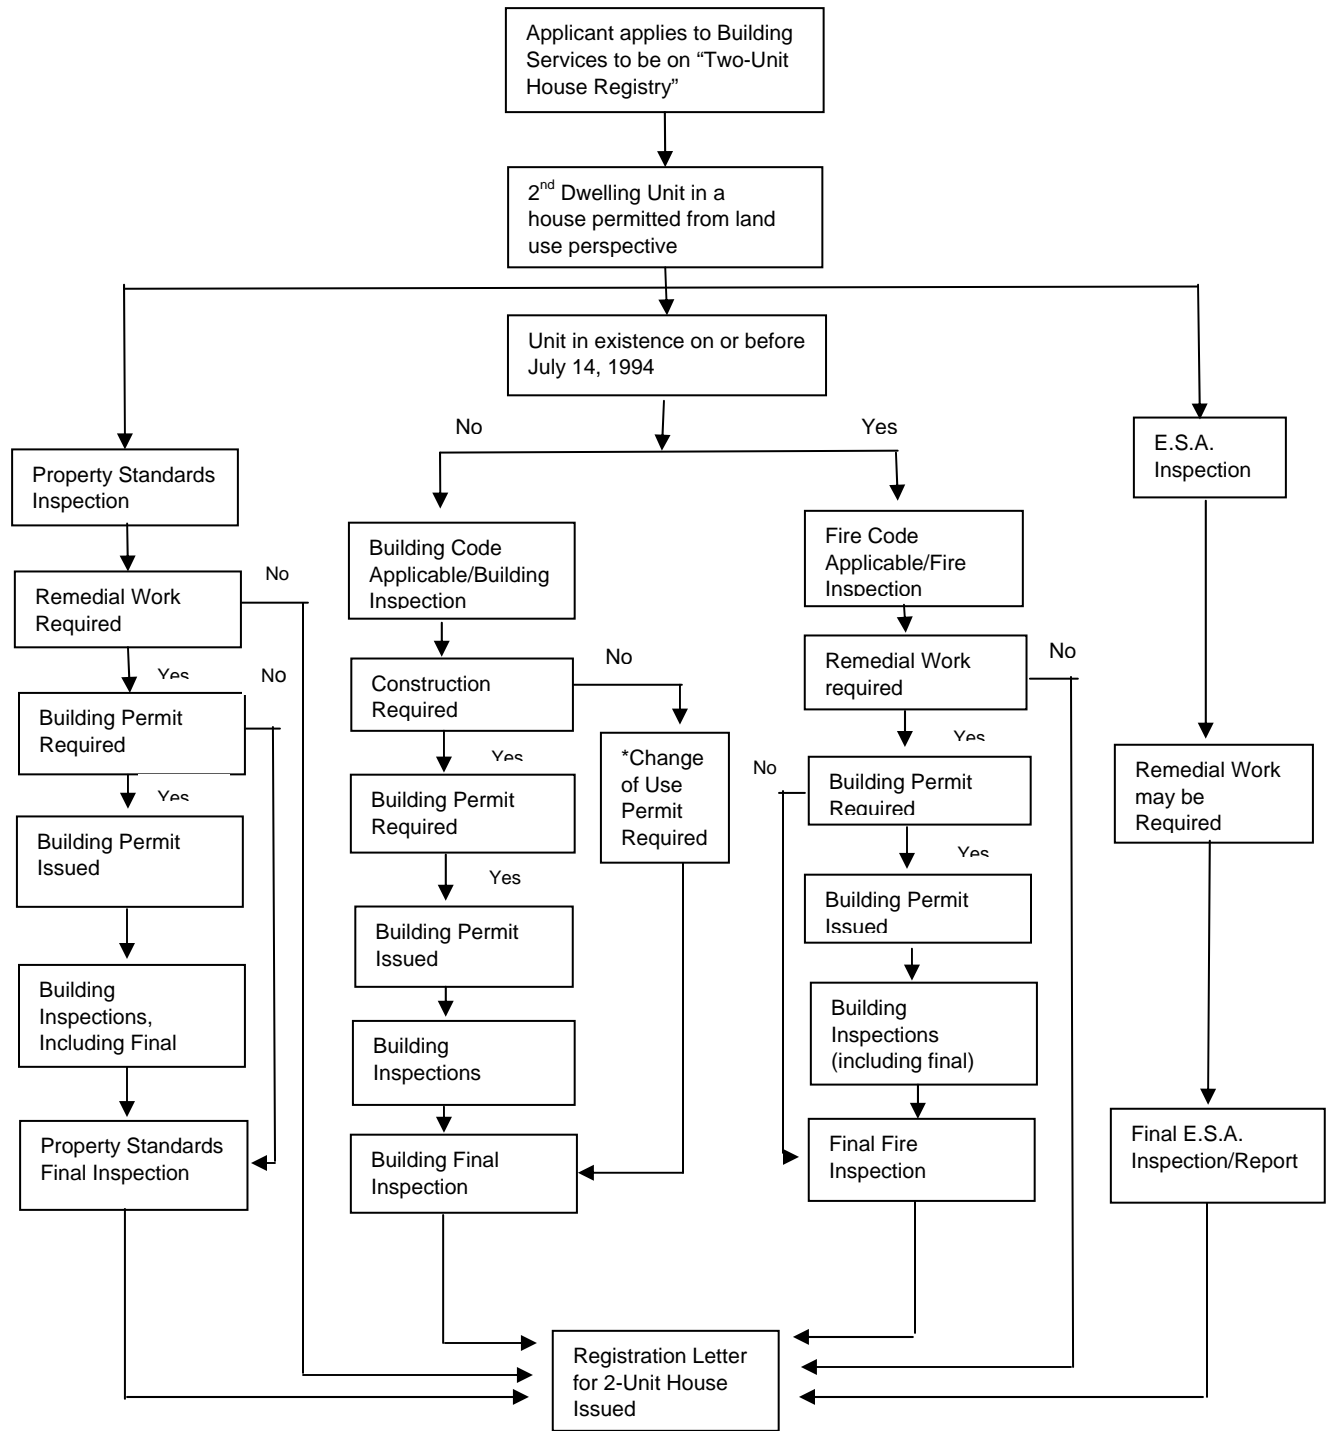 Applicant applies to Building
Services to be on “Two-Unit
House Registry”
2nd Dwelling Unit in a
house permitted from land
use perspective
Unit in existence on or before
July 14, 1994
No
Yes
Property Standards
Inspection
Remedial Work
Required
No
Yes
Building Permit
Required
No
Yes
Building Permit
Issued
Building
Inspections,
Including Final
Property Standards
Final Inspection
Building Code
Applicable/Building
Inspection
Construction
Required
No
Yes
*Change
of Use
Permit
Required
Building Permit
Required
Yes
Building Permit
Issued
Building
Inspections
Building Final
Inspection
Fire Code
Applicable/Fire
Inspection
Remedial Work
required
No
Yes
Building Permit
Required
No
Yes
Building Permit
Issued
Building
Inspections
(including final)
Final Fire
Inspection
E.S.A.
Inspection
Remedial Work
may be
Required
Final E.S.A.
Inspection/Report
Registration Letter
for 2-Unit House
Issued